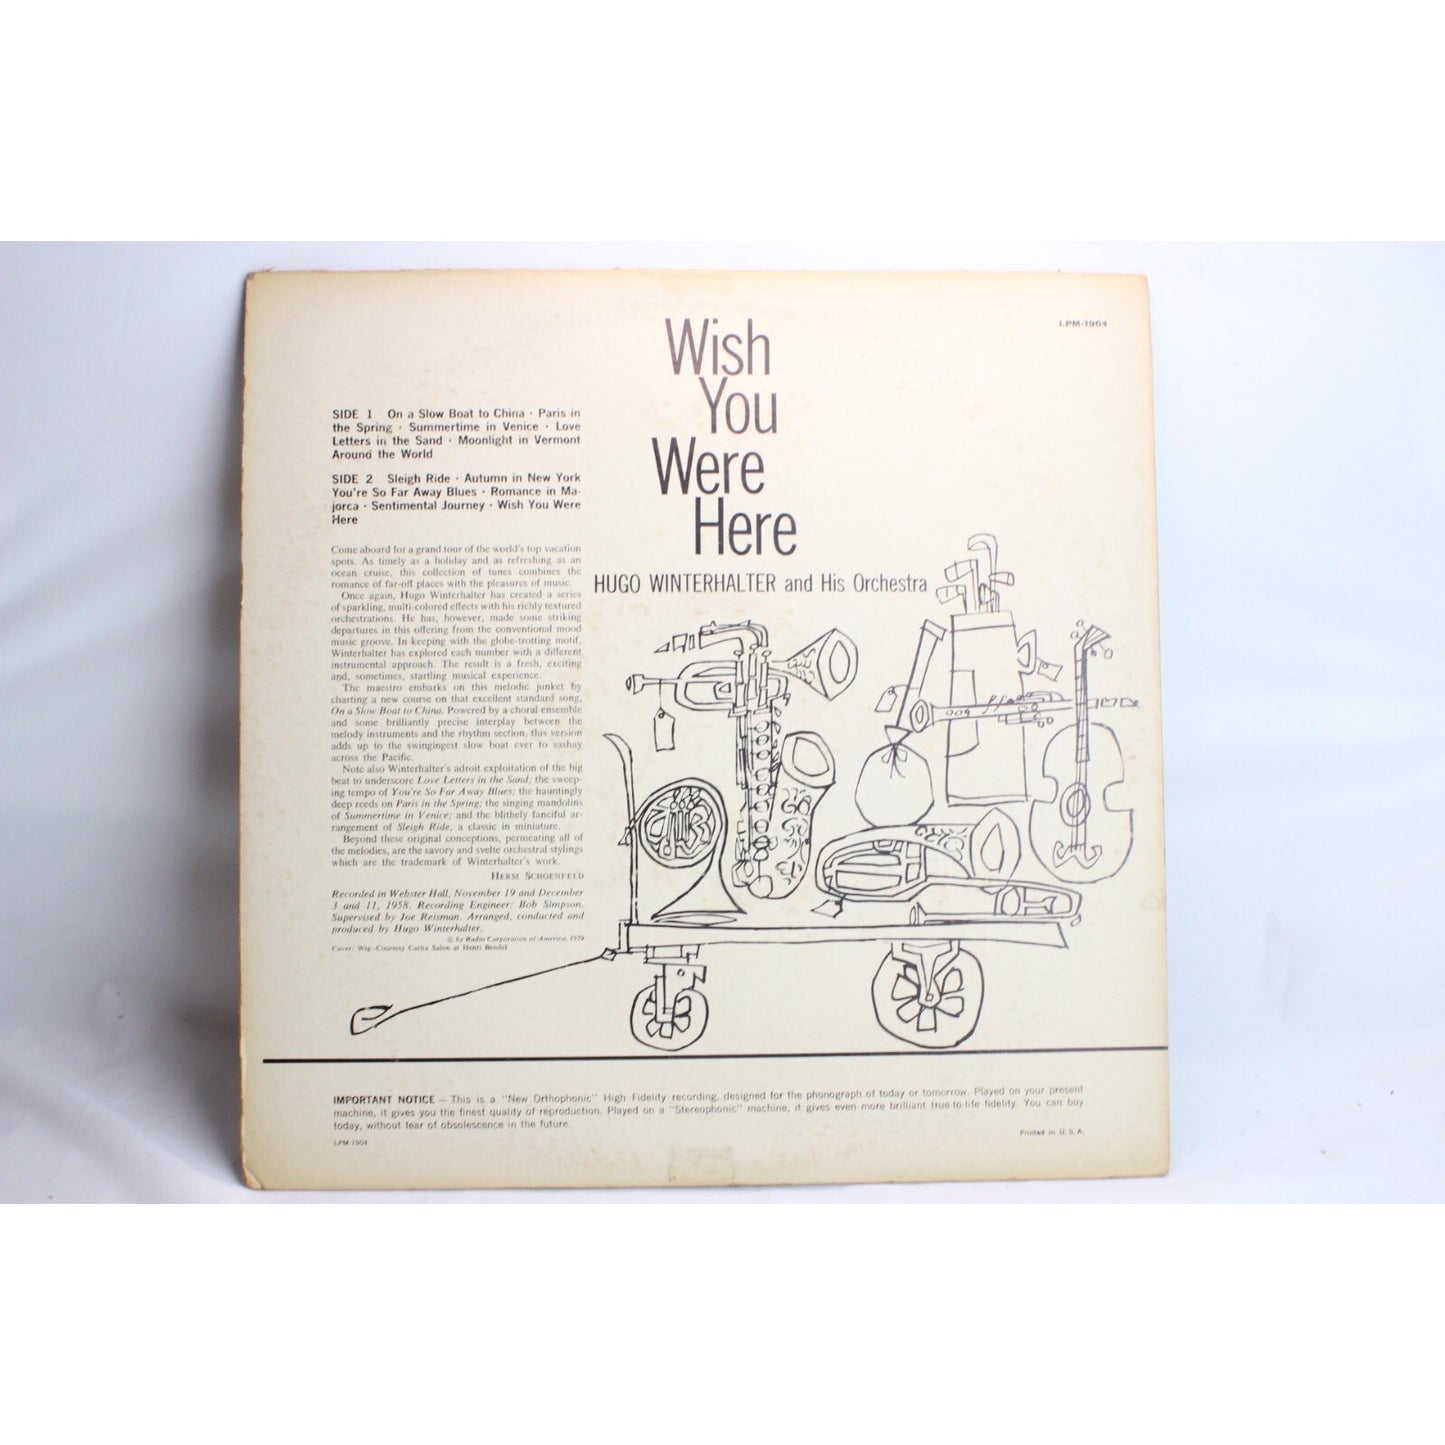 LPM-1904
Wish
You
Were
Here
HUGO WINTERHALTER and His Orchestra
SIDE 1 On a Slow Boat to China · Paris in
the Spring · Summertime in Venice · Love
Letters in the Sand · Moonlight in Vermont
Around the World
SIDE 2 Sleigh Ride · Autumn in New York
You're So Far Away Blues · Romance in Ma-
jorca · Sentimental Journey · Wish You Were
Here
Come aboard for a grand tour of the world's top vacation
spots. As timely as a holiday and as refreshing as an
ocean cruise, this collection of tunes combines the
romance of far-off places with the pleasures of music.
Once again, Hugo Winterhalter has created a series
of sparkling, multi-colored effects with his richly textured
orchestrations. He has, however, made some striking
departures in this offering from the conventional mood
music groove. In keeping with the globe-trotting motif,
Winterhalter has explored each number with a different
instrumental approach. The result is a fresh, exciting
and, sometimes, startling musical experience.
The maestro embarks on this melodic junket by
charting a new course on that excellent standard song,
On a Slow Boat to China. Powered by a choral ensemble
and some brilliantly precise interplay between the
melody instruments and the rhythm section, this version
adds up to the swingingest slow boat ever to sashay
across the Pacific.
Note also Winterhalter's adroit exploitation of the big
beat to underscore Love Letters in the Sand; the sweep-
ing tempo of You're So Far Away Blues; the hauntingly
deep reeds on Paris in the Spring; the singing mandolins
of Summertime in Venice; and the blithely fanciful ar-
rangement of Sleigh Ride, a classic in miniature.
Beyond these original conceptions, permeating all of
the melodies, are the savory and svelte orchestral stylings
which are the trademark of Winterhalter's work.
HERM SCHOENFELD
Recorded in Webster Hall, November 19 and December
3 and 11, 1958. Recording Engineer: Bob Simpson.
Supervised by Joe Reisman. Arranged, conducted and
produced by Hugo Winterhalter.
© by Radio Corporation of America, 1959
Cover: Wig—Courtesy Carita Salon at Henri Bendel
IMPORTANT NOTICE — This is a "New Orthophonic" High Fidelity recording, designed for the phonograph of today or tomorrow. Played on your present
machine, it gives you the finest quality of reproduction. Played on a "Stereophonic" machine, it gives even more brilliant true-to-life fidelity. You can buy
today, without fear of obsolescence in the future.
LPM-1904
Printed in U. S. A.